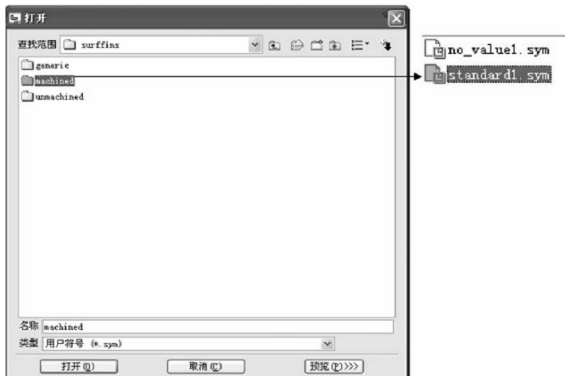 打开
查找范围 surffins
generic
machined
unmachined
no_value1.sym
standard1.sym
名称 machined
类型 用户符号 (*.sym)
打开(O) 取消(C) 预览(P)>>>